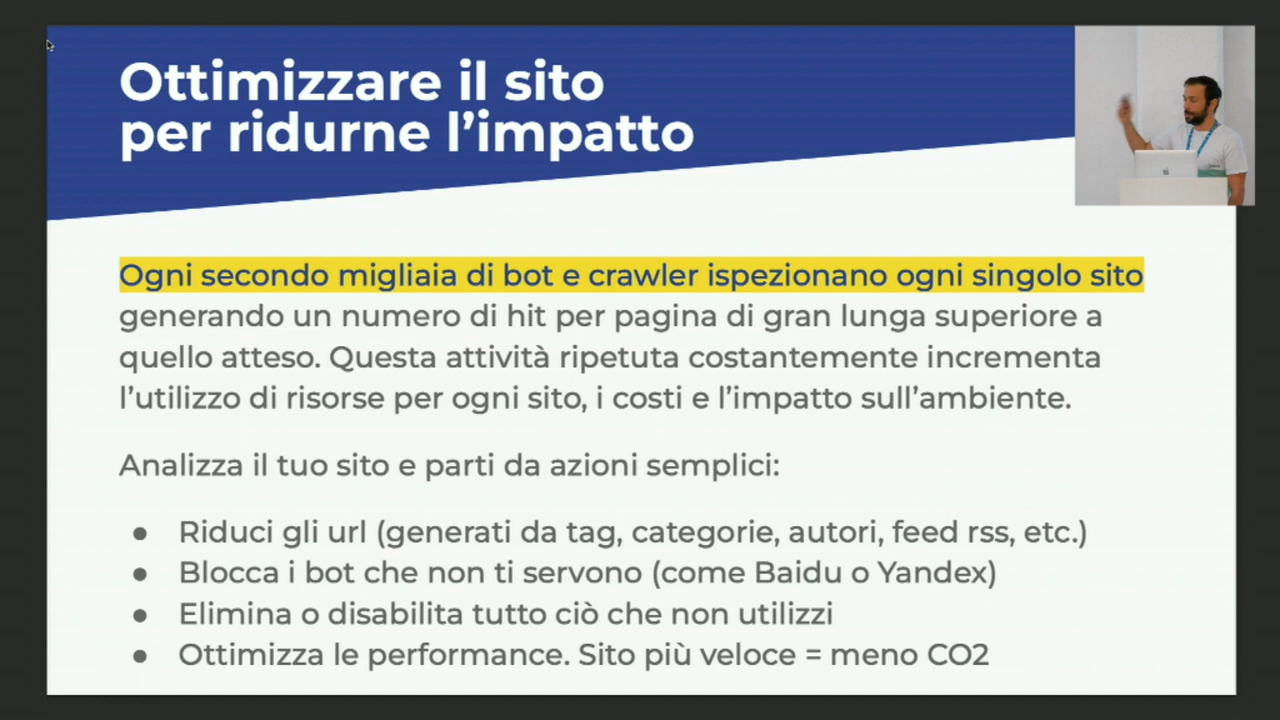 Ottimizzare il sito
per ridurne l’impatto
Ogni secondo migliaia di bot e crawler ispezionano ogni singolo sito
generando un numero di hit per pagina di gran lunga superiore a
quello atteso. Questa attività ripetuta costantemente incrementa
l’utilizzo di risorse per ogni sito, i costi e l’impatto sull’ambiente.
Analizza il tuo sito e parti da azioni semplici:
● Riduci gli url (generati da tag, categorie, autori, feed rss, etc.)
● Blocca i bot che non ti servono (come Baidu o Yandex)
● Elimina o disabilita tutto ciò che non utilizzi
● Ottimizza le performance. Sito più veloce = meno CO2